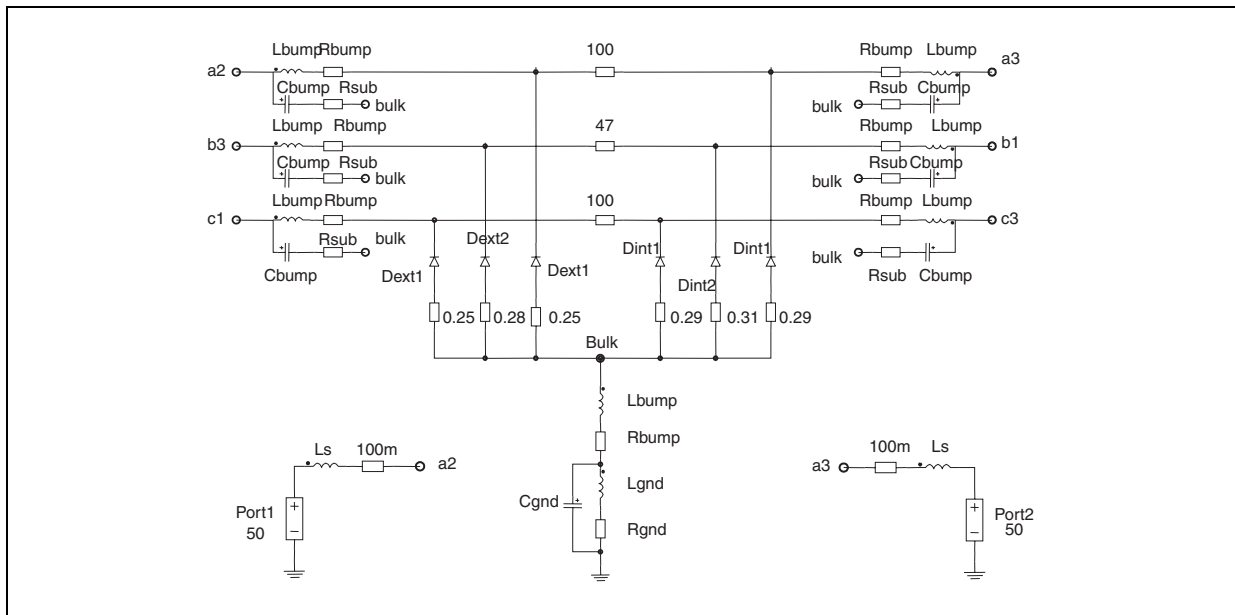 Lbump Rbump 100 Rbump Lbump
a2 a3
Cbump Rsub bulk Rsub Cbump
bulk
Lbump Rbump 47 Rbump Lbump
b3 b1
Cbump Rsub bulk Rsub Cbump
bulk
Lbump Rbump 100 Rbump Lbump
c1 c3
Rsub bulk Dext2 Dint1 Dint1 bulk
Cbump Dext1 Dext1 Dint2 Rsub Cbump
0.25 0.28 0.25 0.29 0.31 0.29
Bulk
Lbump
Rbump
Ls 100m a2 100m Ls
a3
Lgnd
Cgnd
Port1 + Port2 +
50 - 50 -
Rgnd